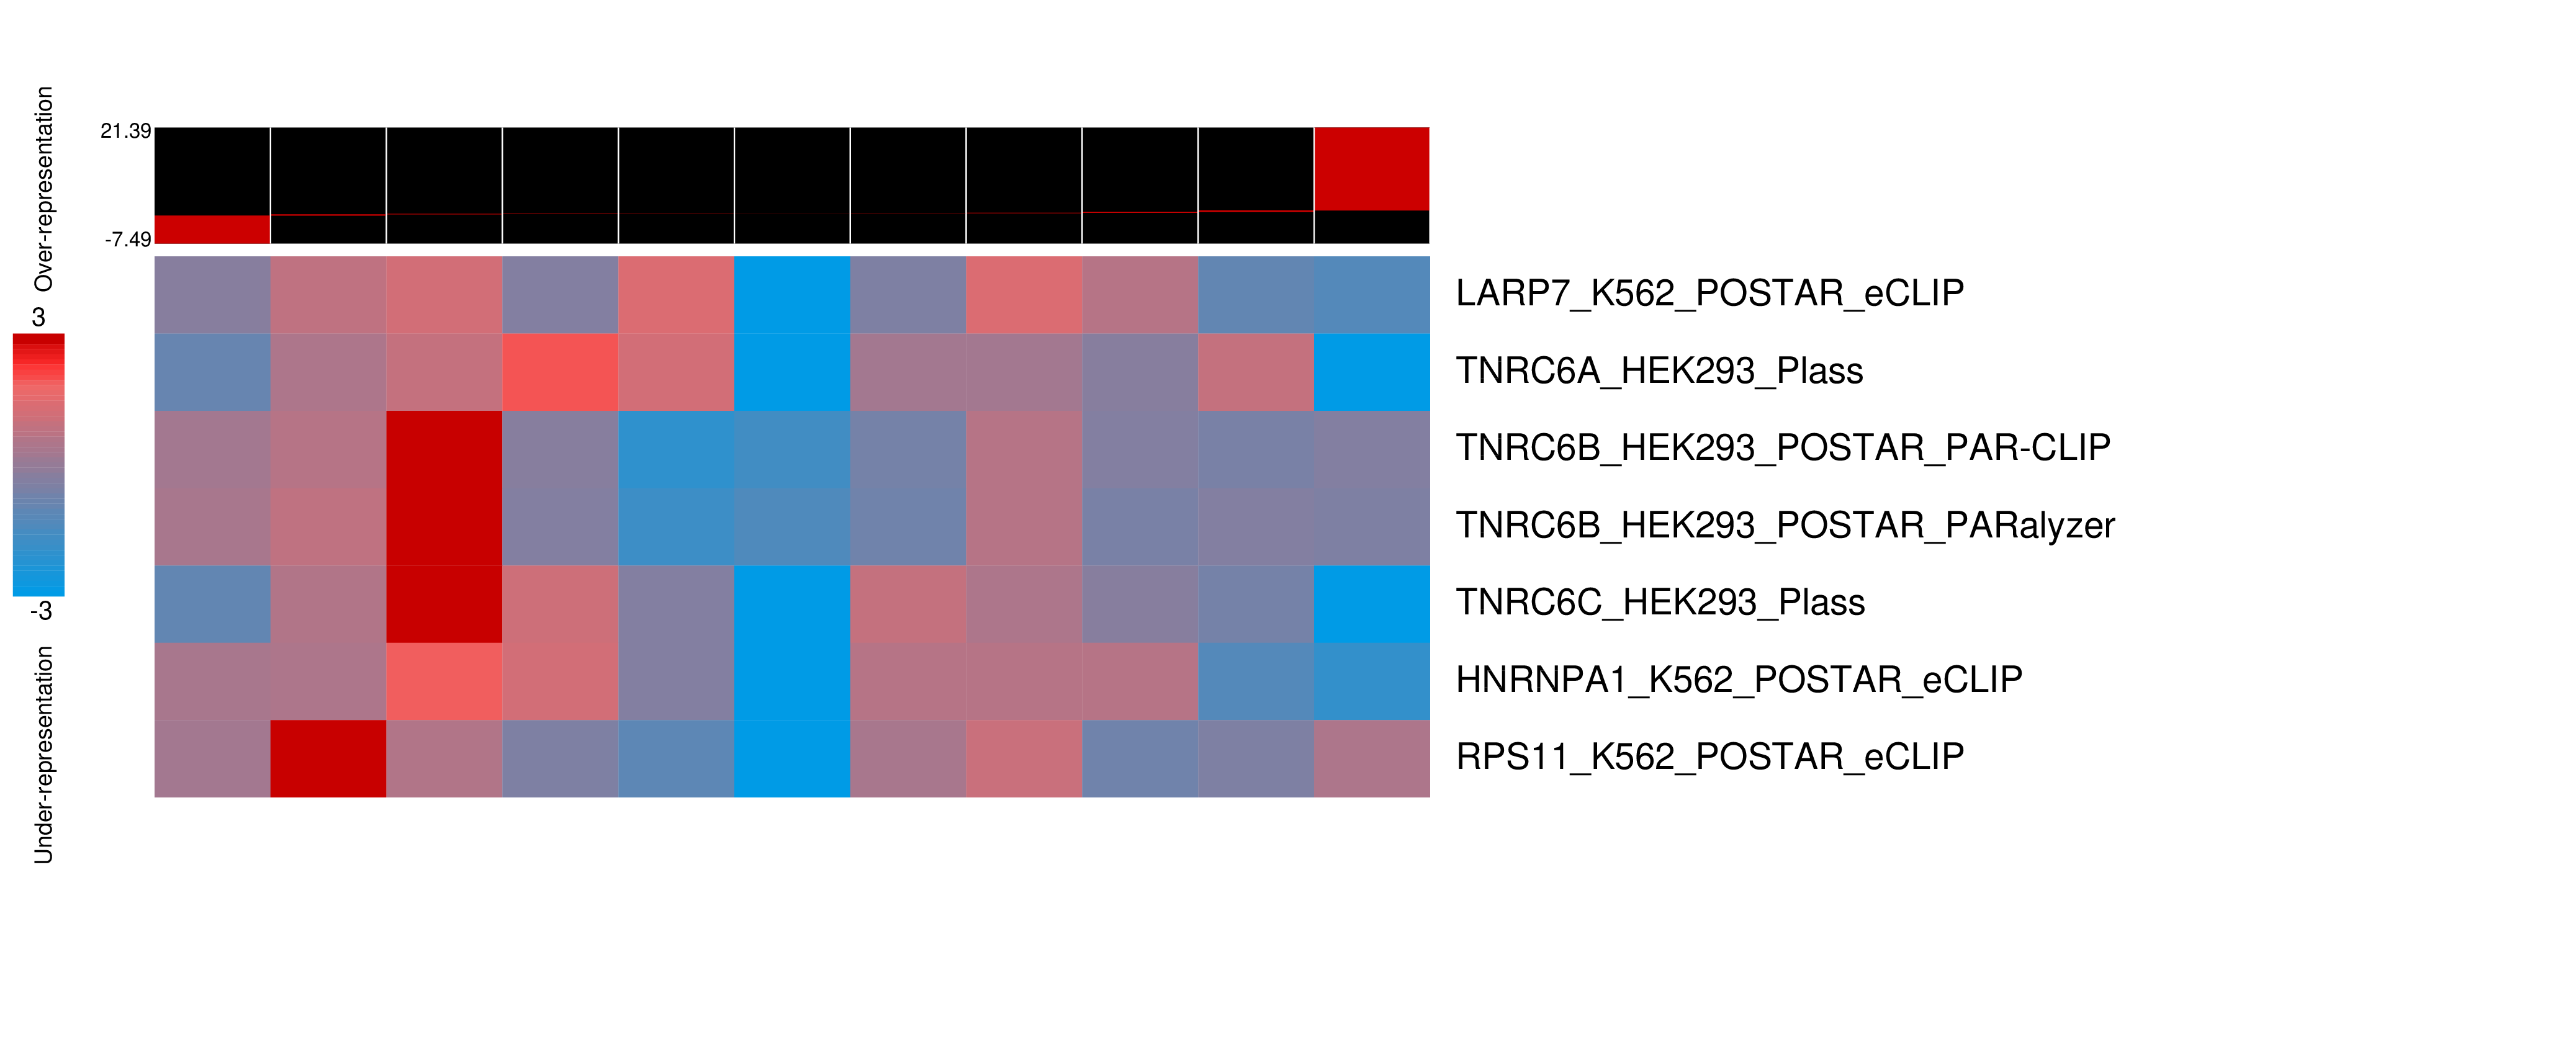 Over-representation
3
-3
Under-representation
21.39
-7.49
LARP7_K562_POSTAR_eCLIP
TNRC6A_HEK293_Plass
TNRC6B_HEK293_POSTAR_PAR-CLIP
TNRC6B_HEK293_POSTAR_PARalyzer
TNRC6C_HEK293_Plass
HNRNPA1_K562_POSTAR_eCLIP
RPS11_K562_POSTAR_eCLIP